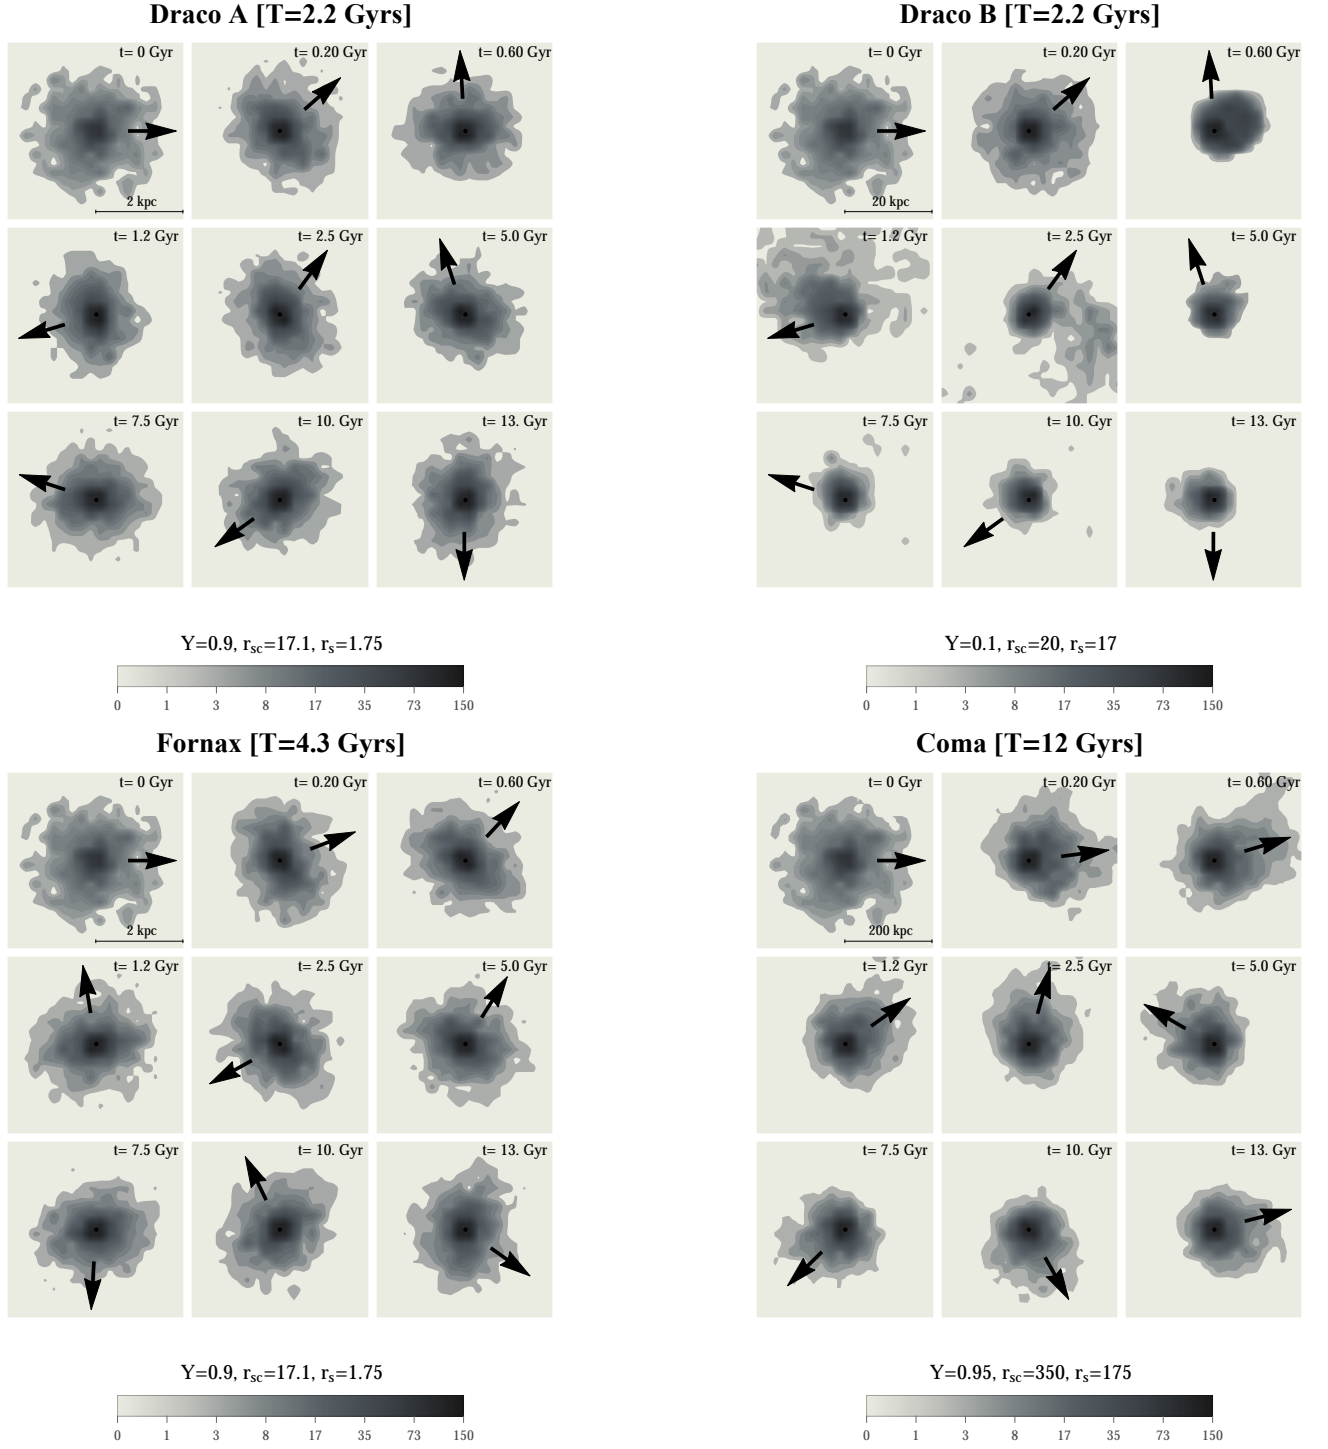 Draco A [T=2.2 Gyrs]
t= 0 Gyr
t= 0.20 Gyr
t= 0.60 Gyr
2 kpc
t= 1.2 Gyr
t= 2.5 Gyr
t= 5.0 Gyr
t= 7.5 Gyr
t= 10. Gyr
t= 13. Gyr
Y=0.9, rsc=17.1, rs=1.75
0 1 3 8 17 35 73 150
Draco B [T=2.2 Gyrs]
t= 0 Gyr
t= 0.20 Gyr
t= 0.60 Gyr
20 kpc
t= 1.2 Gyr
t= 2.5 Gyr
t= 5.0 Gyr
t= 7.5 Gyr
t= 10. Gyr
t= 13. Gyr
Y=0.1, rsc=20, rs=17
0 1 3 8 17 35 73 150
Fornax [T=4.3 Gyrs]
t= 0 Gyr
t= 0.20 Gyr
t= 0.60 Gyr
2 kpc
t= 1.2 Gyr
t= 2.5 Gyr
t= 5.0 Gyr
t= 7.5 Gyr
t= 10. Gyr
t= 13. Gyr
Y=0.9, rsc=17.1, rs=1.75
0 1 3 8 17 35 73 150
Coma [T=12 Gyrs]
t= 0 Gyr
t= 0.20 Gyr
t= 0.60 Gyr
200 kpc
t= 1.2 Gyr
t= 2.5 Gyr
t= 5.0 Gyr
t= 7.5 Gyr
t= 10. Gyr
t= 13. Gyr
Y=0.95, rsc=350, rs=175
0 1 3 8 17 35 73 150